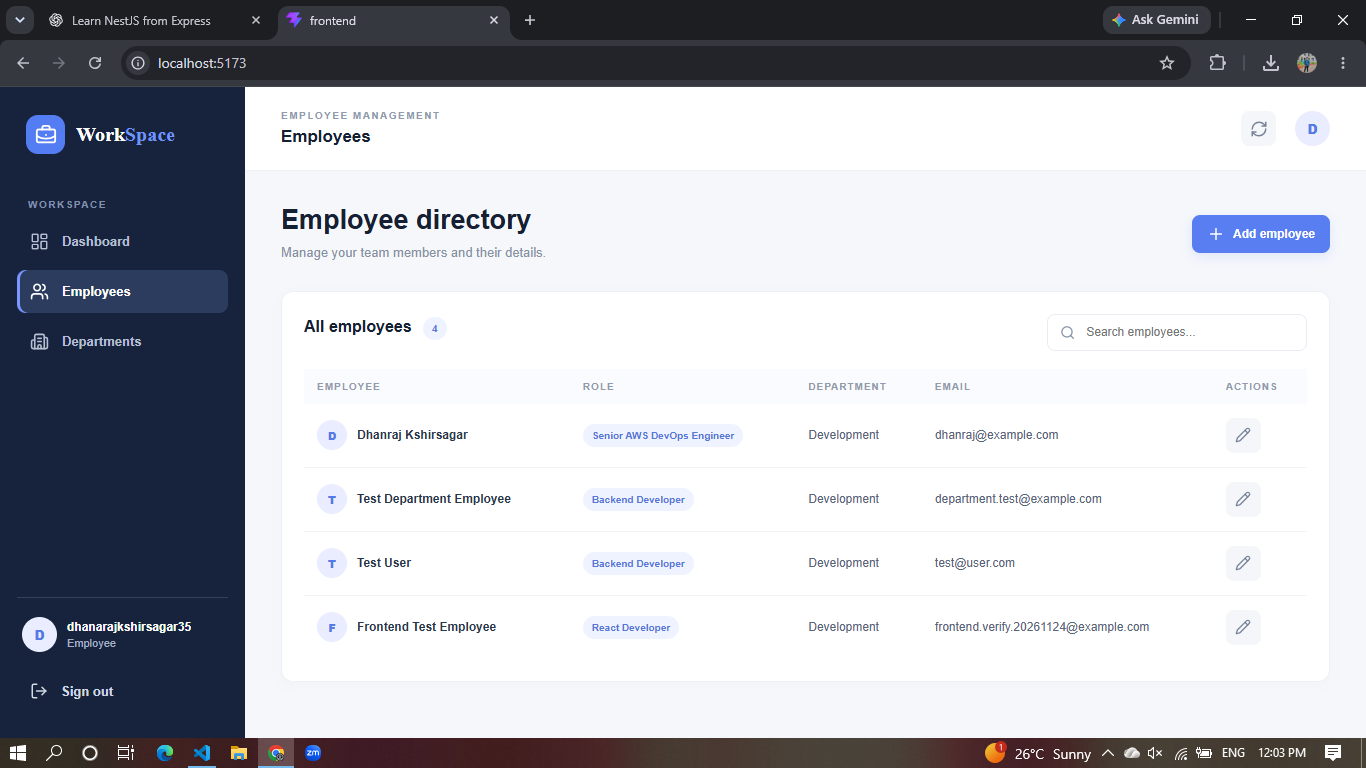 Learn NestJS from Express
frontend
Ask Gemini
localhost:5173
WorkSpace
WORKSPACE
Dashboard
Employees
Departments
D
dhanarajkshirsagar35
Employee
Sign out
EMPLOYEE MANAGEMENT
Employees
D
Employee directory
Manage your team members and their details.
Add employee
All employees 4
Search employees...
EMPLOYEE ROLE DEPARTMENT EMAIL ACTIONS
D Dhanraj Kshirsagar Senior AWS DevOps Engineer Development dhanraj@example.com
T Test Department Employee Backend Developer Development department.test@example.com
T Test User Backend Developer Development test@user.com
F Frontend Test Employee React Developer Development frontend.verify.20261124@example.com
zm
1
26°C Sunny
ENG
12:03 PM